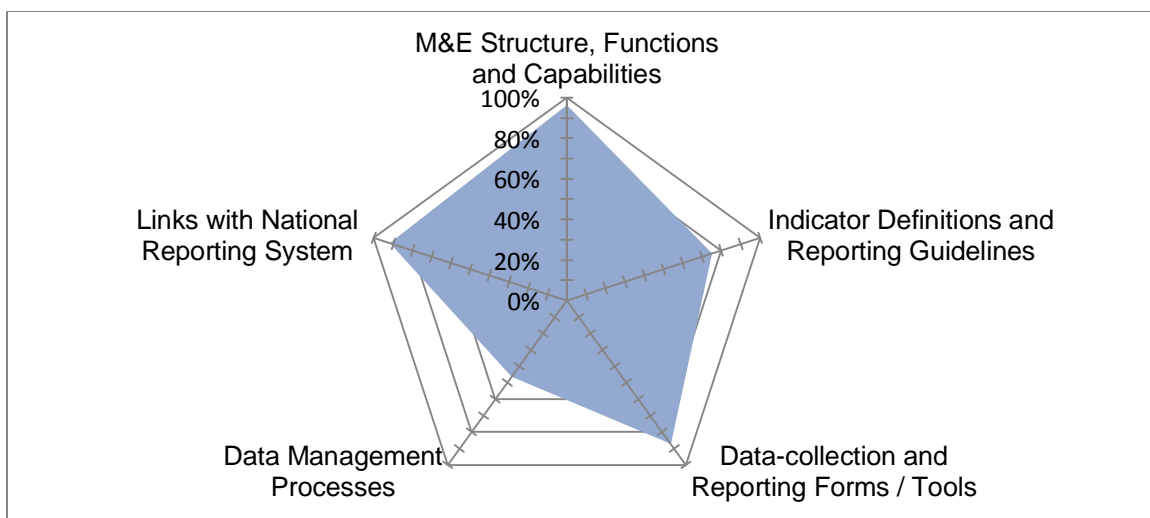 M&E Structure, Functions
and Capabilities
100%
80%
60%
40%
20%
0%
Links with National
Reporting System
Indicator Definitions and
Reporting Guidelines
Data Management
Processes
Data-collection and
Reporting Forms / Tools